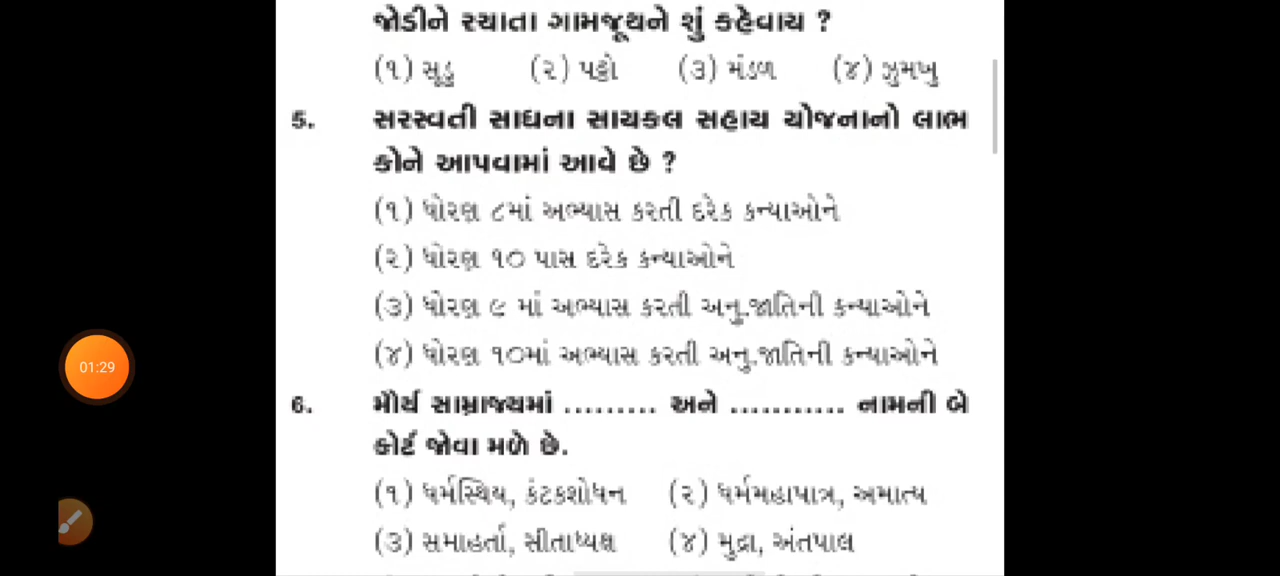 જોડીને રચાતા ગામજૂથને શું કહેવાય ?
(૧) સૂડુ (૨) પટ્ટો (૩) મંડળ (૪) ઝુમખુ
5. સરસ્વતી સાધના સાયકલ સહાય યોજનાનો લાભ
કોને આપવામાં આવે છે ?
(૧) ધોરણ ૮માં અભ્યાસ કરતી દરેક કન્યાઓને
(૨) ધોરણ ૧૦ પાસ દરેક કન્યાઓને
(૩) ધોરણ ૯ માં અભ્યાસ કરતી અનુ.જાતિની કન્યાઓને
(૪) ધોરણ ૧૦માં અભ્યાસ કરતી અનુ.જાતિની કન્યાઓને
01:29
6. મૌર્ય સામ્રાજ્યમાં ......... અને ........... નામની બે
કોર્ટ જોવા મળે છે.
(૧) ધર્મસ્થિય, કંટકશોધન (૨) ધર્મમહાપાત્ર, અમાત્ય
(૩) સમાહર્તા, સીતાધ્યક્ષ (૪) મુદ્રા, અંતપાલ